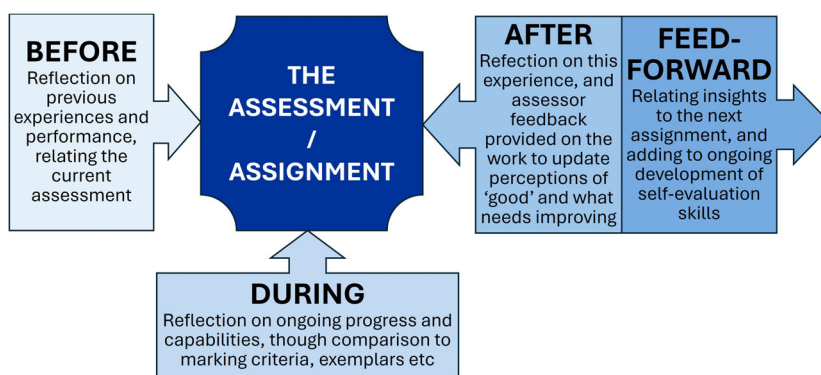 BEFORE
Reflection on
previous
experiences and
performance,
relating the
current
assessment
THE
ASSESSMENT
/
ASSIGNMENT
DURING
Reflection on ongoing progress and
capabilities, though comparison to
marking criteria, exemplars etc
AFTER
Reflection on this
experience, and
assessor
feedback
provided on the
work to update
perceptions of
‘good’ and what
needs improving
FEED-
FORWARD
Relating insights
to the next
assignment, and
adding to ongoing
development of
self-evaluation
skills